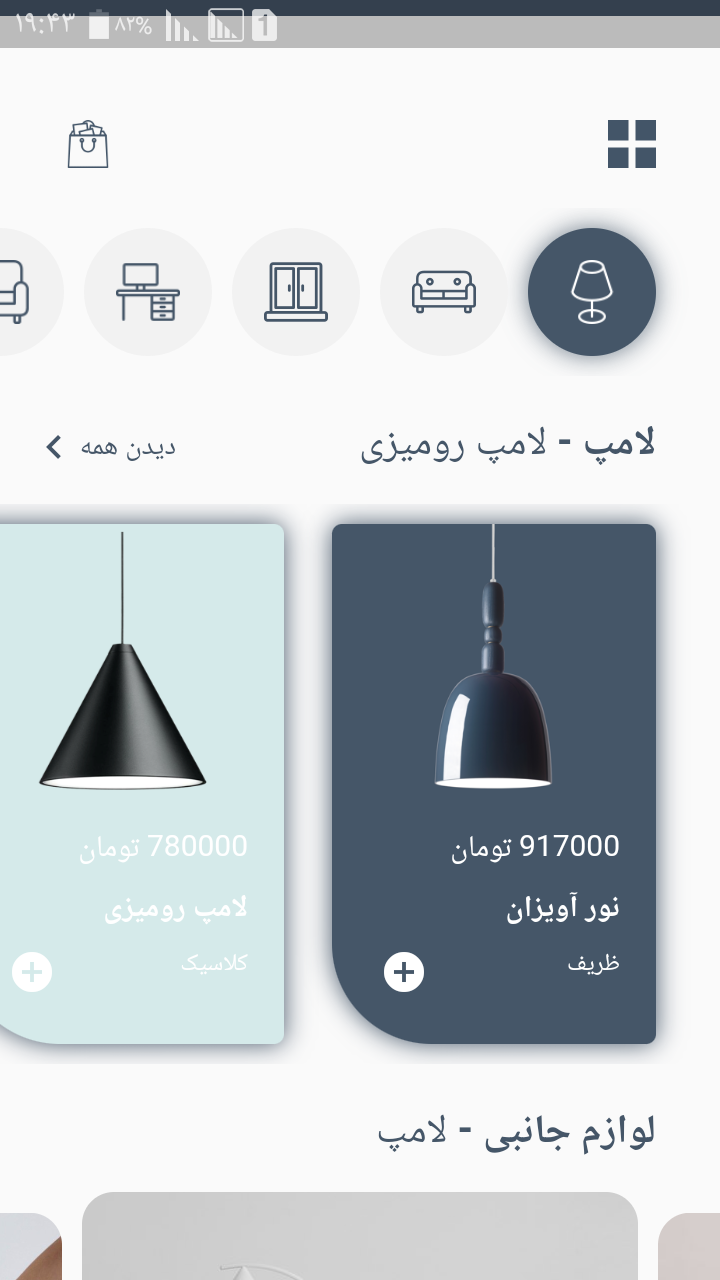 ۱۹:۴۳ ۸۲% 1
لامپ - لامپ رومیزی
دیدن همه
917000 تومان
نور آویزان
ظریف
780000 تومان
لامپ رومیزی
کلاسیک
لوازم جانبی - لامپ